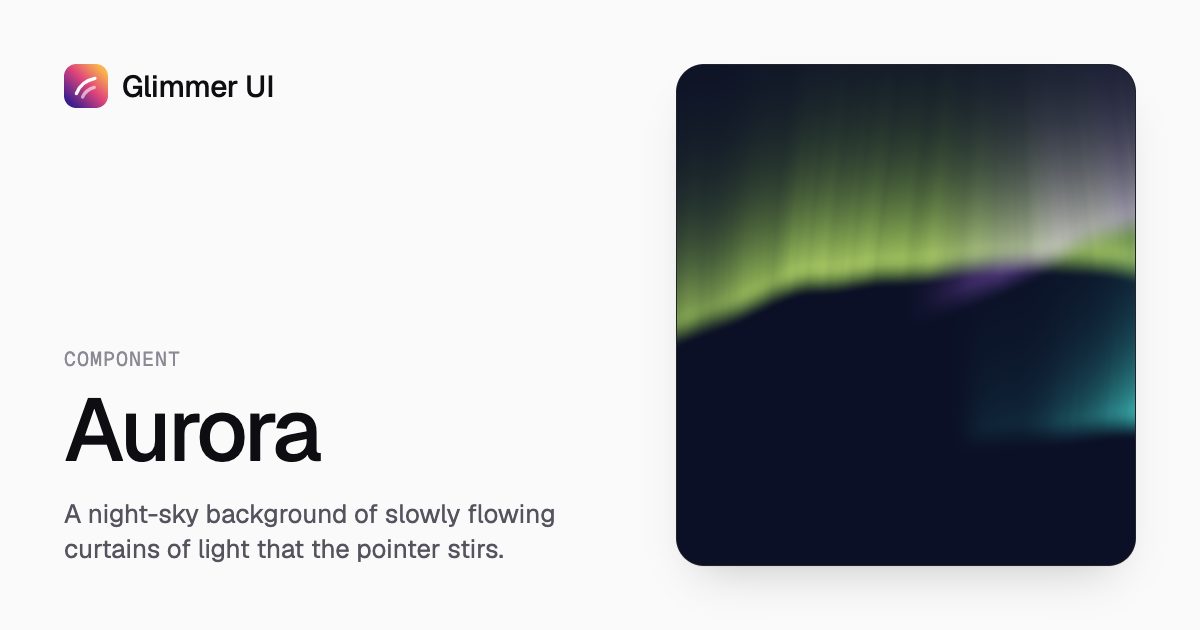 Glimmer UI
COMPONENT
Aurora
A night-sky background of slowly flowing
curtains of light that the pointer stirs.